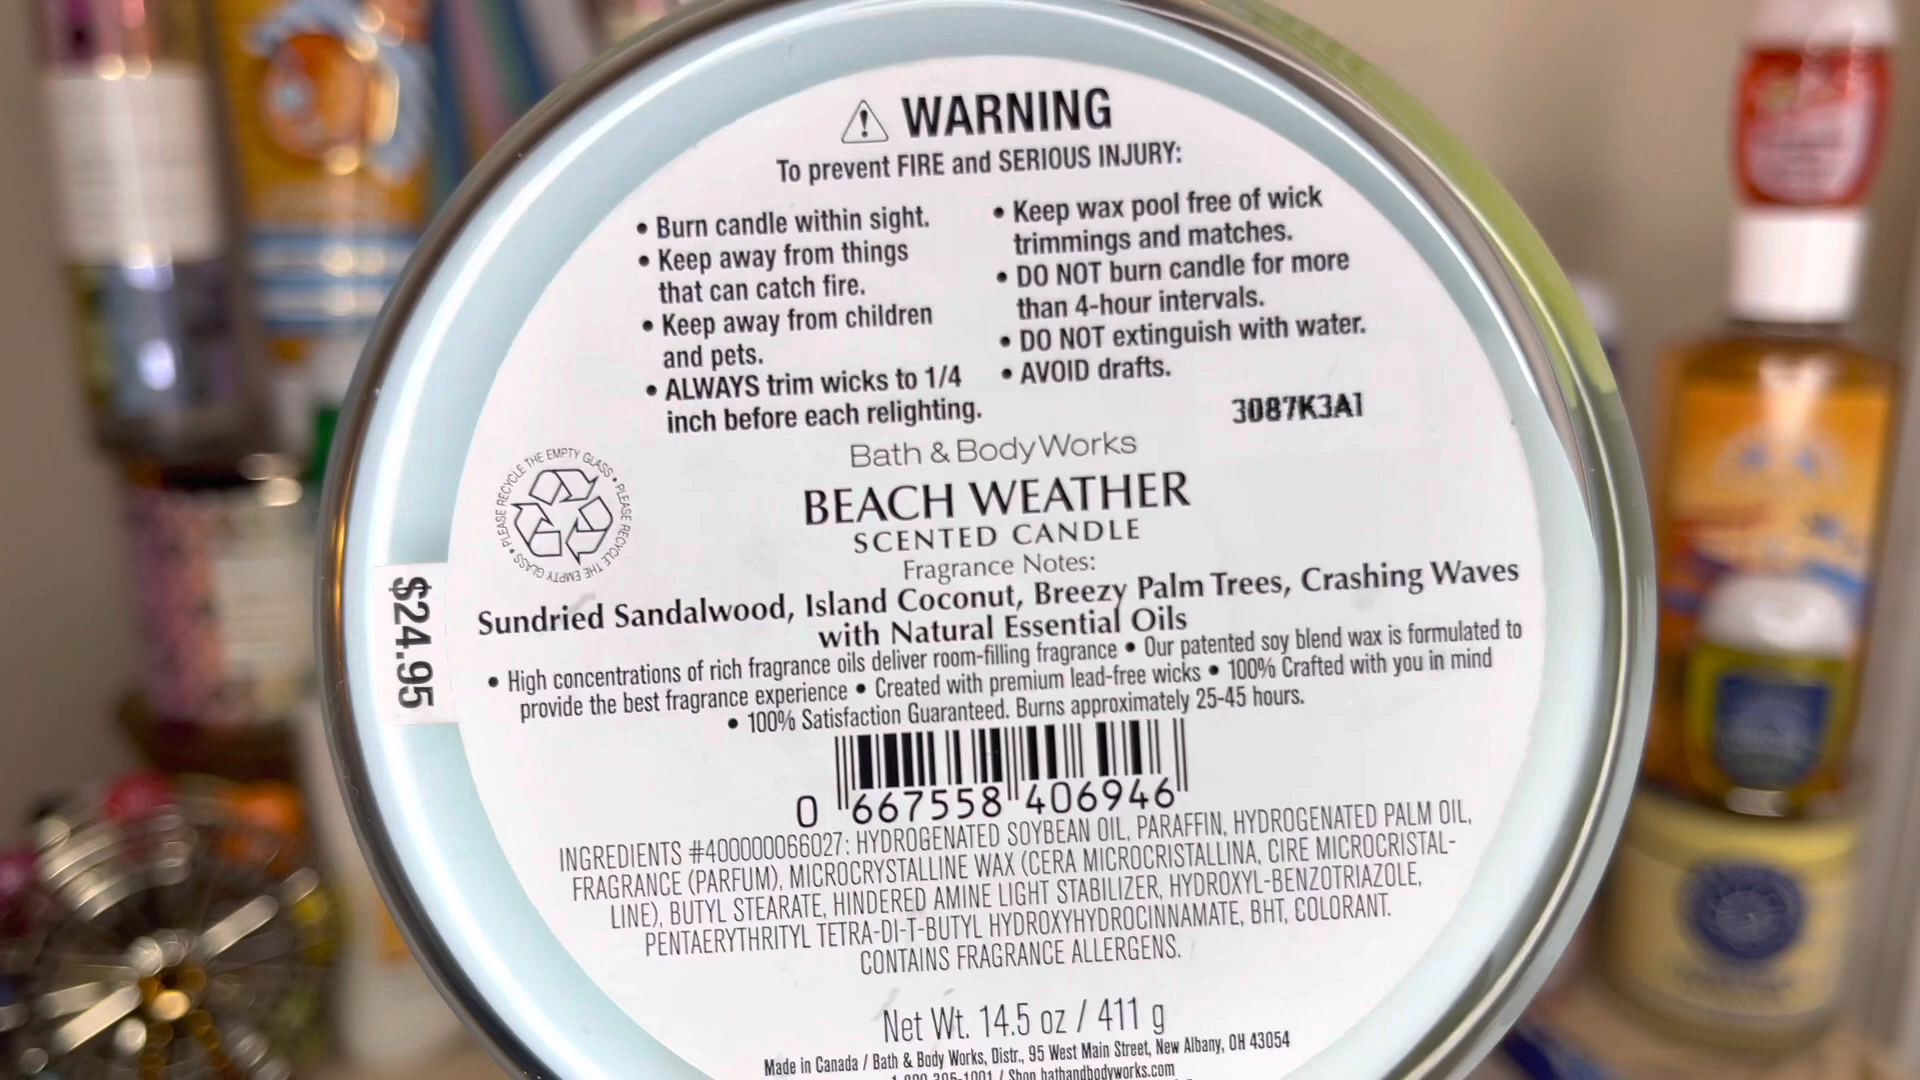 ⚠ WARNING
To prevent FIRE and SERIOUS INJURY:
• Burn candle within sight.
• Keep away from things
that can catch fire.
• Keep away from children
and pets.
• ALWAYS trim wicks to 1/4
inch before each relighting.
• Keep wax pool free of wick
trimmings and matches.
• DO NOT burn candle for more
than 4-hour intervals.
• DO NOT extinguish with water.
• AVOID drafts.
3087K3A1
PLEASE RECYCLE THE EMPTY GLASS • PLEASE RECYCLE THE EMPTY GLASS •
Bath & Body Works
BEACH WEATHER
SCENTED CANDLE
Fragrance Notes:
Sundried Sandalwood, Island Coconut, Breezy Palm Trees, Crashing Waves
with Natural Essential Oils
• High concentrations of rich fragrance oils deliver room-filling fragrance • Our patented soy blend wax is formulated to
provide the best fragrance experience • Created with premium lead-free wicks • 100% Crafted with you in mind
• 100% Satisfaction Guaranteed. Burns approximately 25-45 hours.
$24.95
0 667558 406946
INGREDIENTS #400000066027: HYDROGENATED SOYBEAN OIL, PARAFFIN, HYDROGENATED PALM OIL,
FRAGRANCE (PARFUM), MICROCRYSTALLINE WAX (CERA MICROCRISTALLINA, CIRE MICROCRISTAL-
LINE), BUTYL STEARATE, HINDERED AMINE LIGHT STABILIZER, HYDROXYL-BENZOTRIAZOLE,
PENTAERYTHRITYL TETRA-DI-T-BUTYL HYDROXYHYDROCINNAMATE, BHT, COLORANT.
CONTAINS FRAGRANCE ALLERGENS.
Net Wt. 14.5 oz / 411 g
Made in Canada / Bath & Body Works, Distr., 95 West Main Street, New Albany, OH 43054
/ Shop bathandbodyworks.com